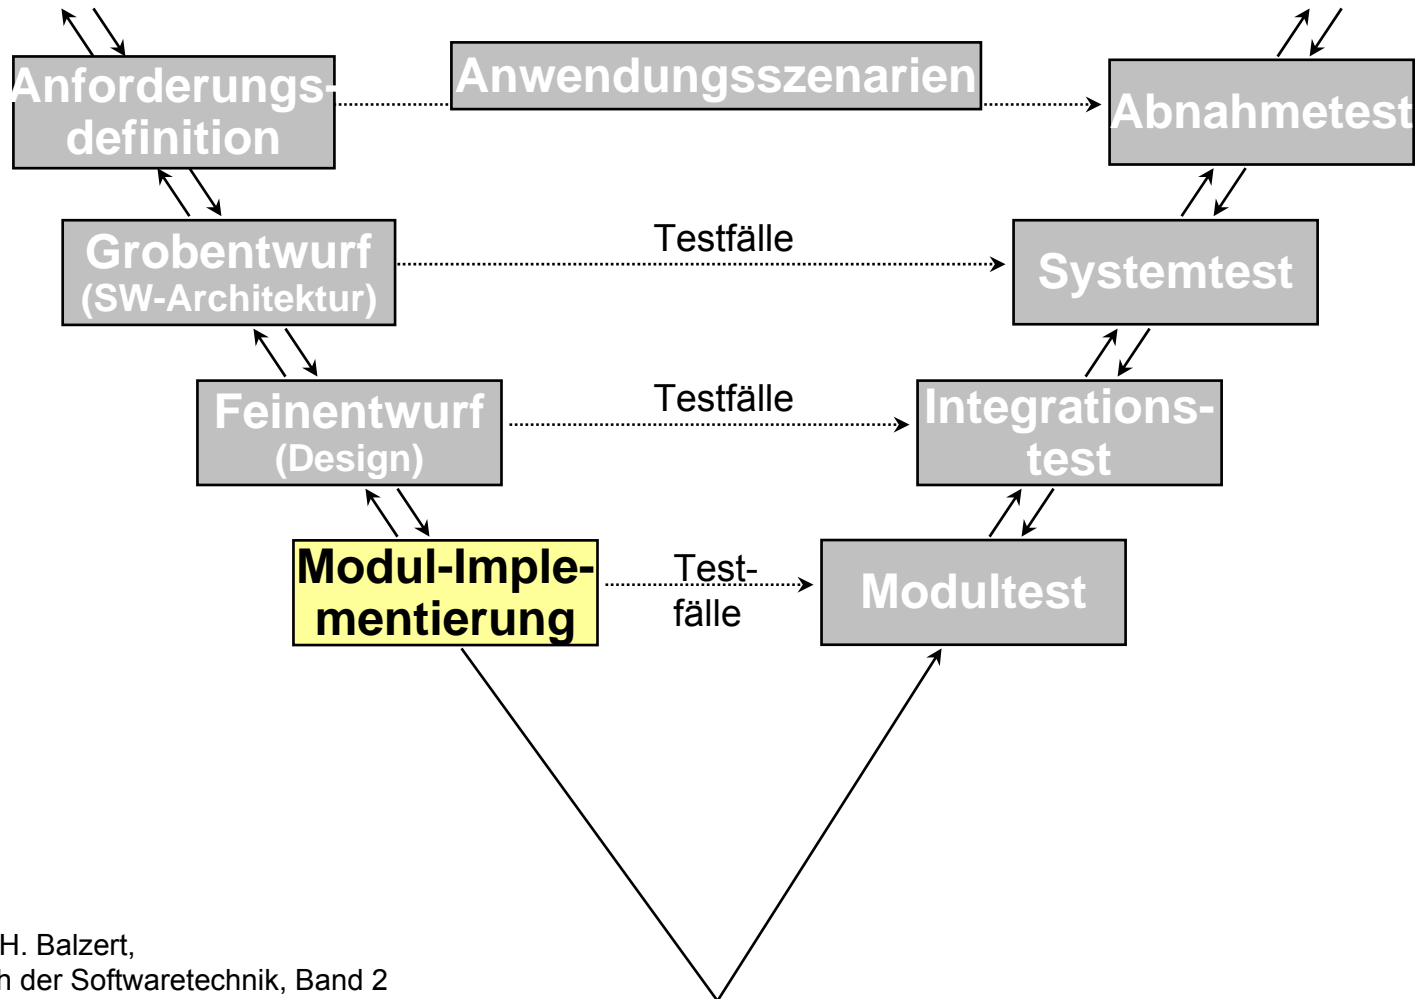 Anforderungs-
definition
Anwendungsszenarien
Abnahmetest
Grobentwurf
(SW-Architektur)
Testfälle
Systemtest
Feinentwurf
(Design)
Testfälle
Integrations-
test
Modul-Imple-
mentierung
Test-
fälle
Modultest
H. Balzert,
der Softwaretechnik, Band 2